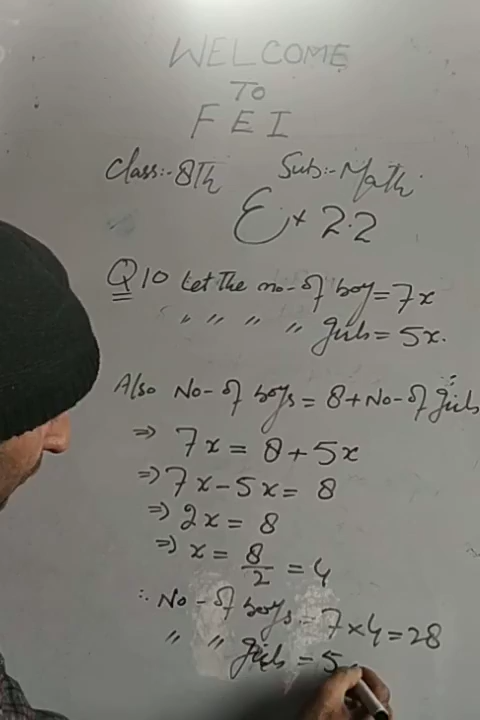 WELCOME
TO
FEI
Class:- 8Th Sub:- Math
Ex 2.2
Q10 Let the no- of boy = 7x
" " " " girls = 5x.
Also No- of boys = 8 + No- of girls
⇒ 7x = 8 + 5x
⇒ 7x - 5x = 8
⇒ 2x = 8
⇒ x = 8/2 = 4
∴ No- of boys = 7 × 4 = 28
" " girls = 5